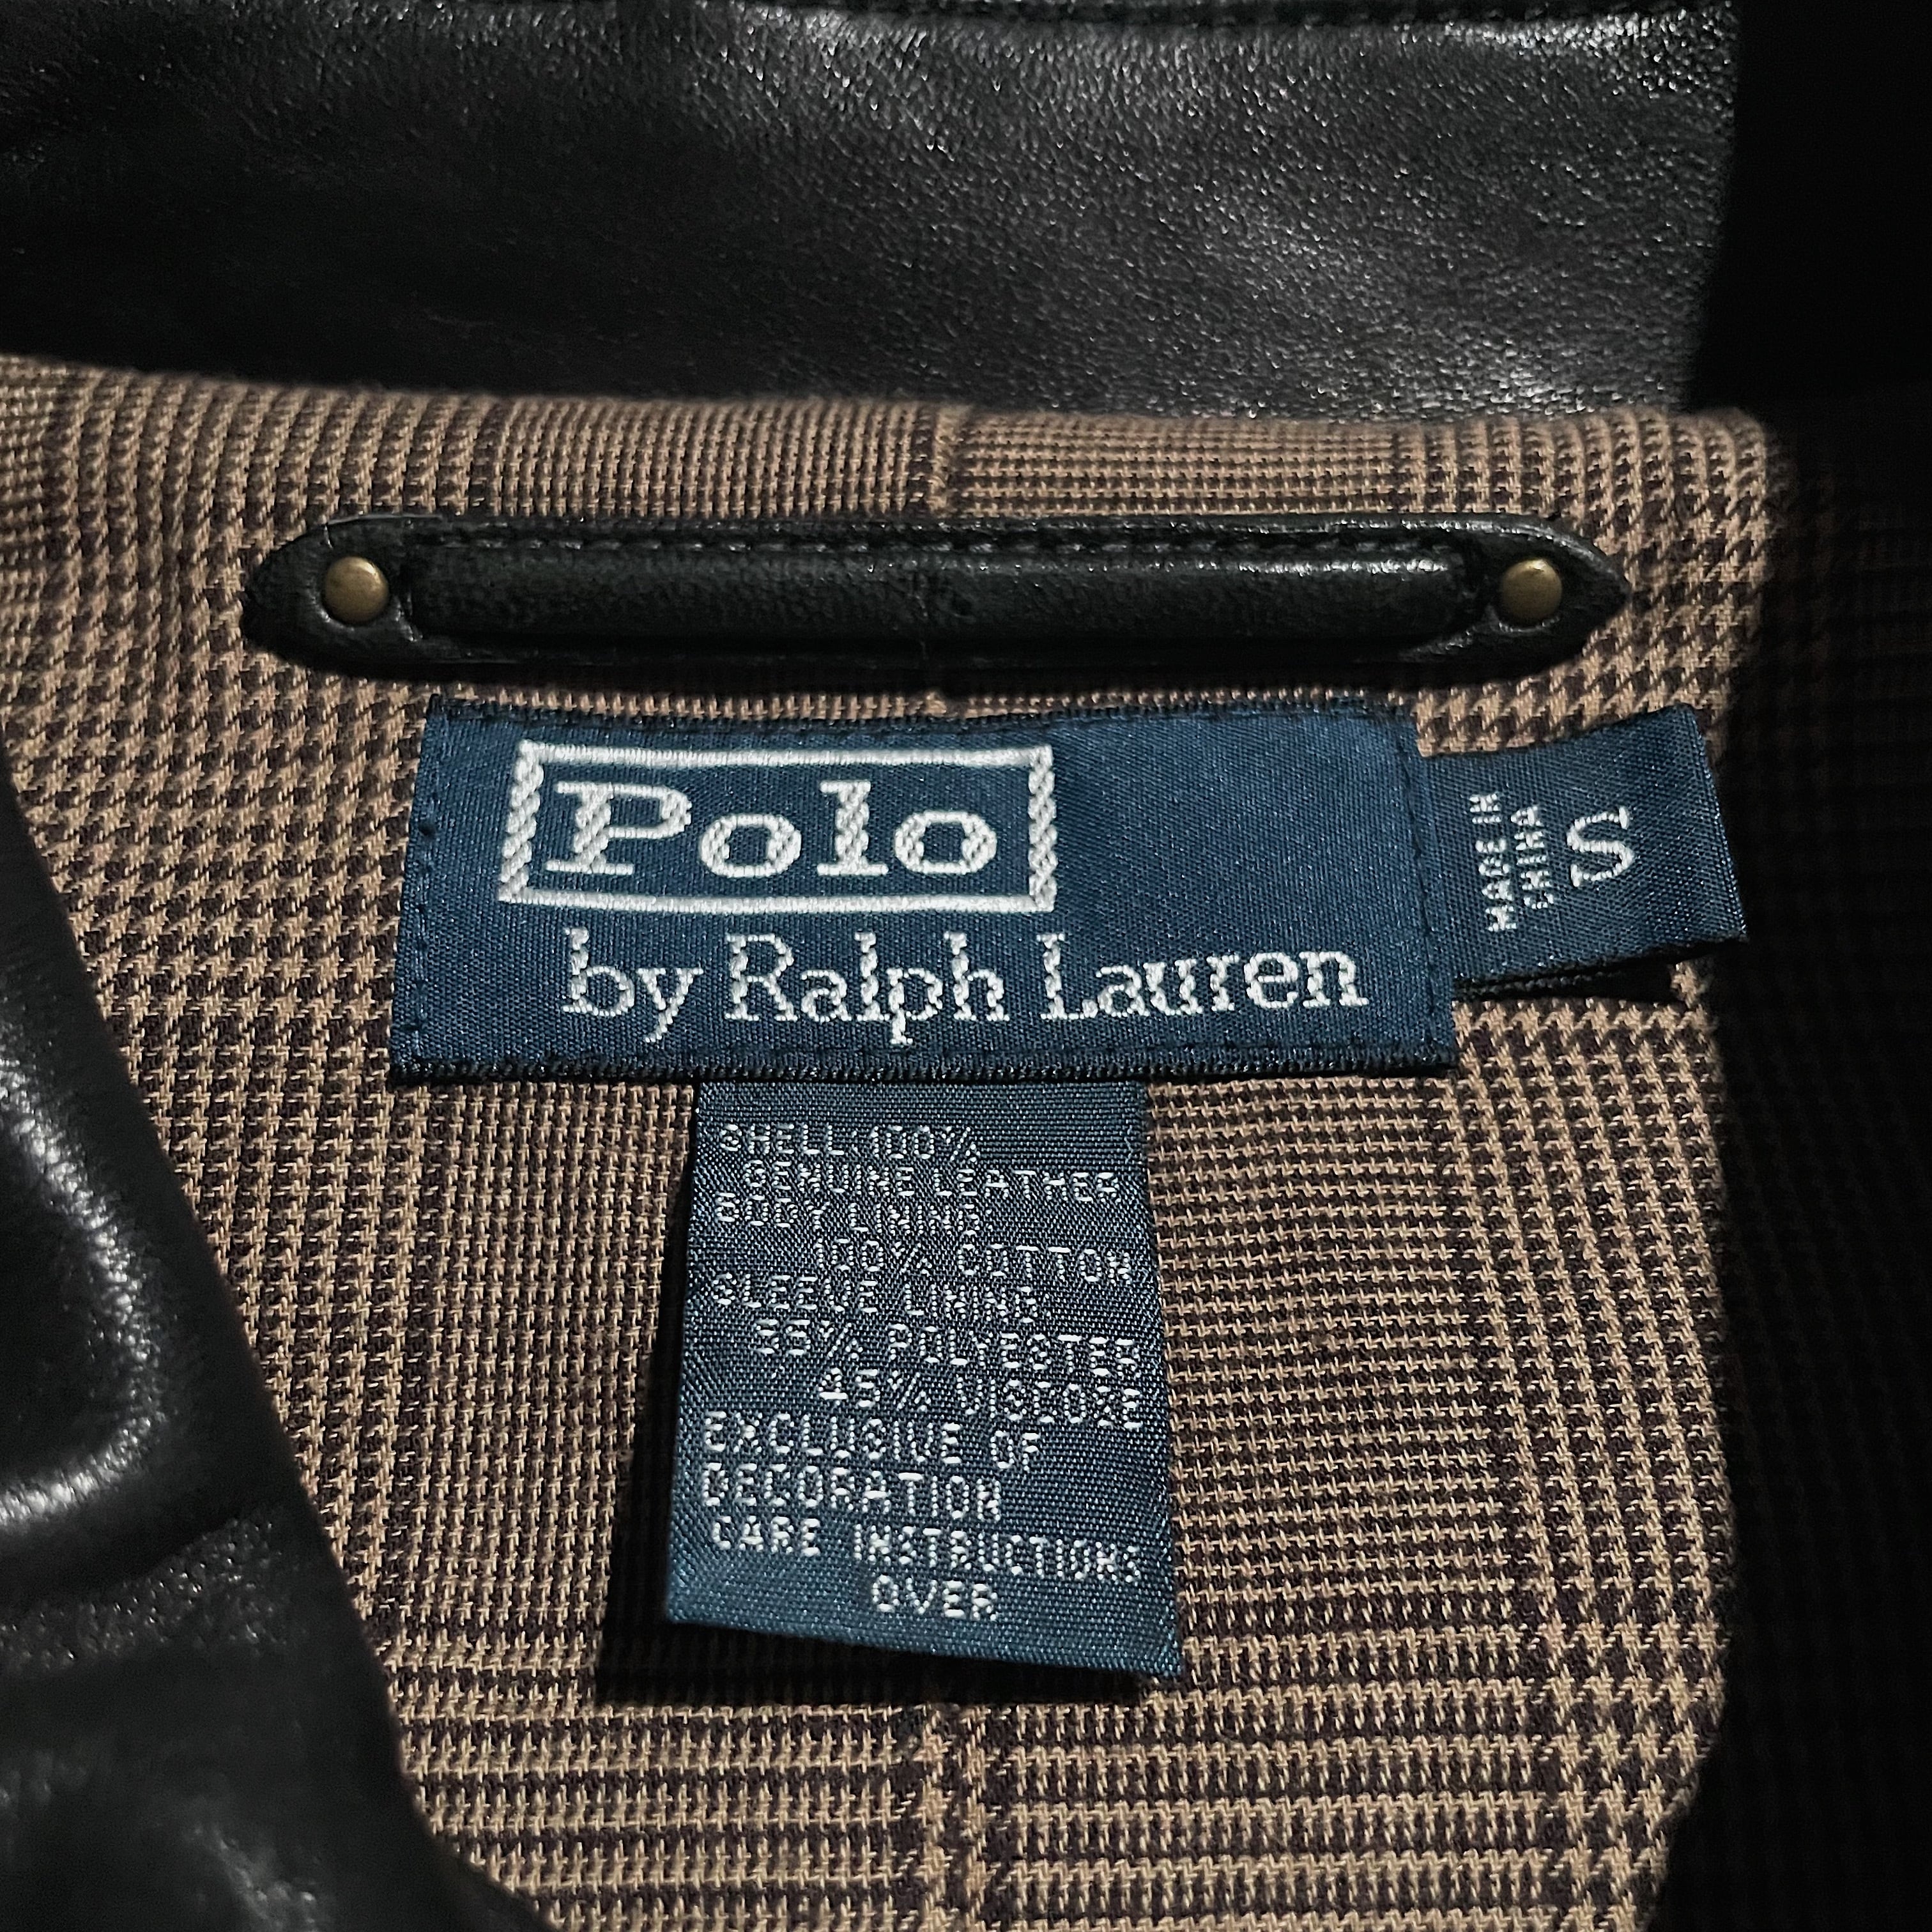 Polo
by Ralph Lauren
MADE IN
CHINA
S
SHELL 100%
GENUINE LEATHER
BODY LINING
100% COTTON
SLEEVE LINING
55% POLYESTER
45% VISCOSE
EXCLUSIVE OF
DECORATION
CARE INSTRUCTIONS
OVER